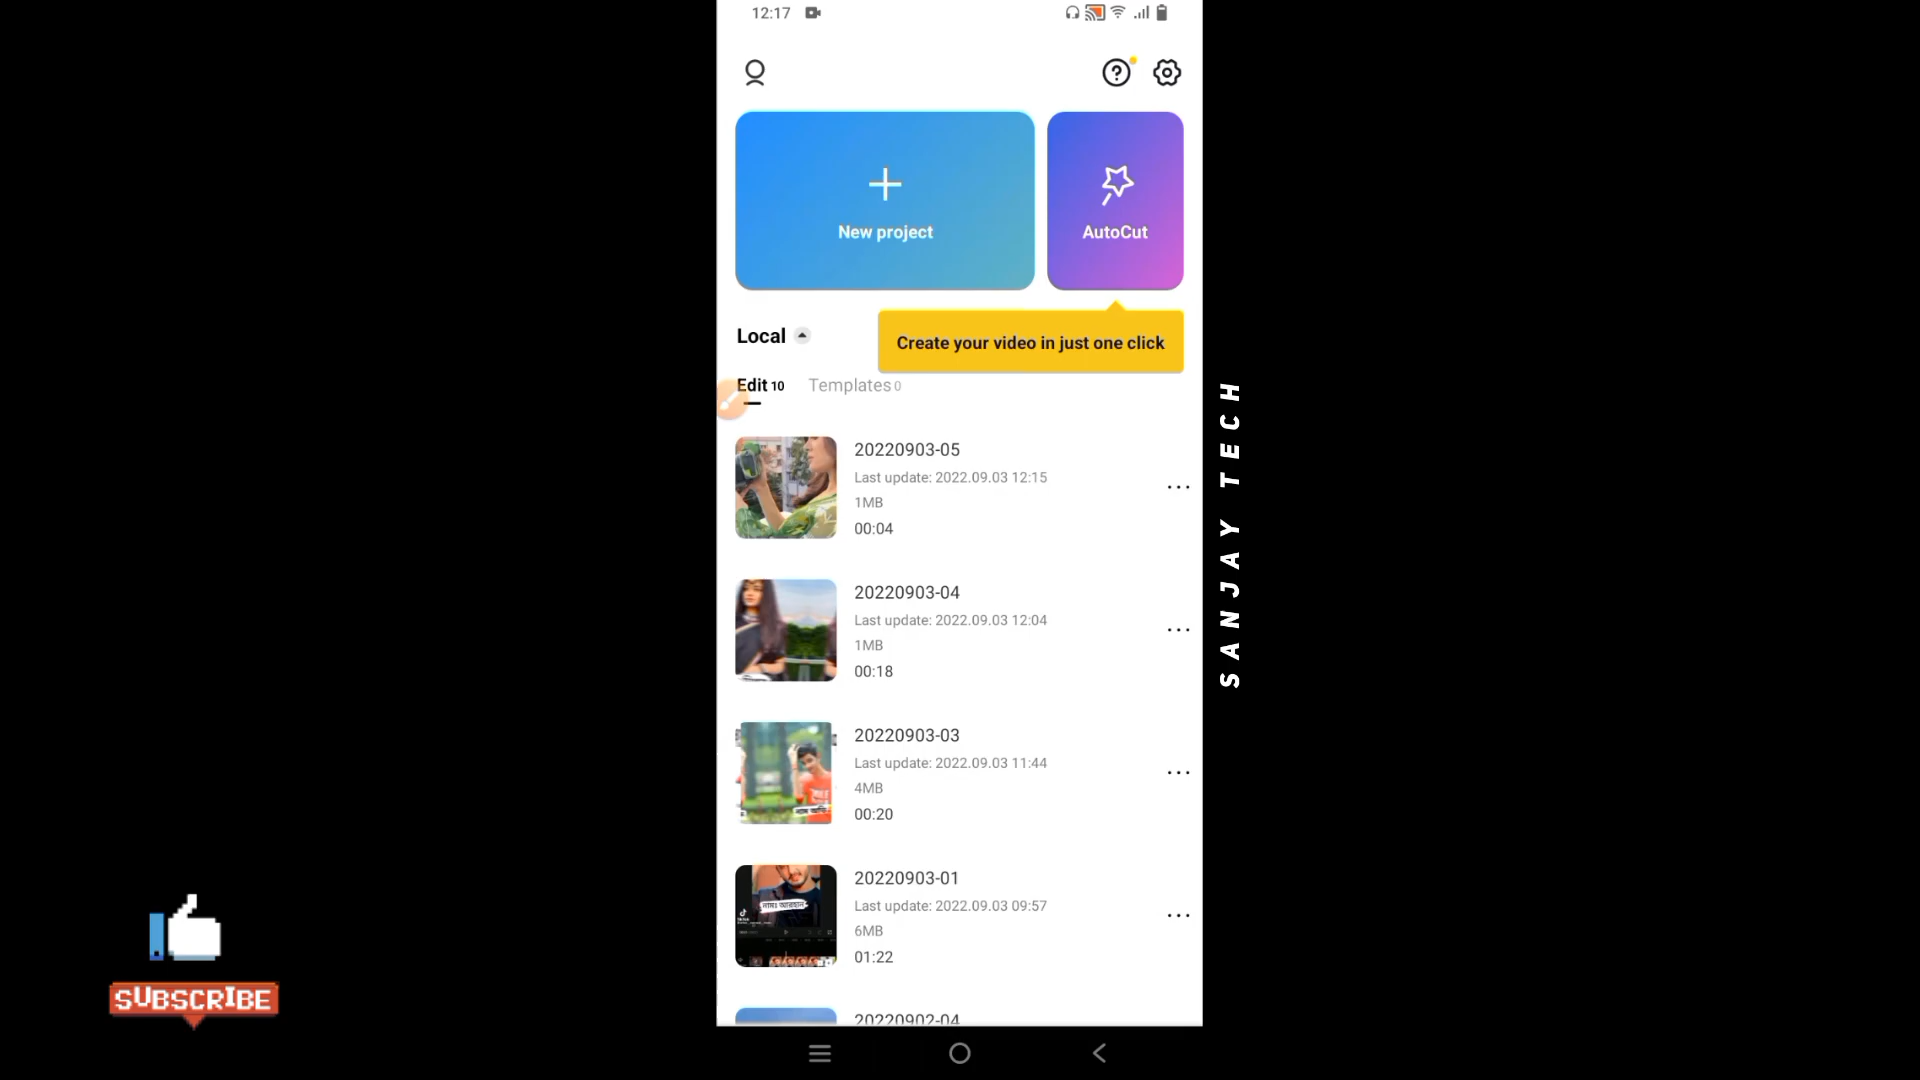 12:17
New project
AutoCut
Create your video in just one click
Local
Edit 10
Templates 0
20220903-05
Last update: 2022.09.03 12:15
1MB
00:04
20220903-04
Last update: 2022.09.03 12:04
1MB
00:18
20220903-03
Last update: 2022.09.03 11:44
4MB
00:20
20220903-01
Last update: 2022.09.03 09:57
6MB
01:22
20220902-04
SANJAY TECH
SUBSCRIBE